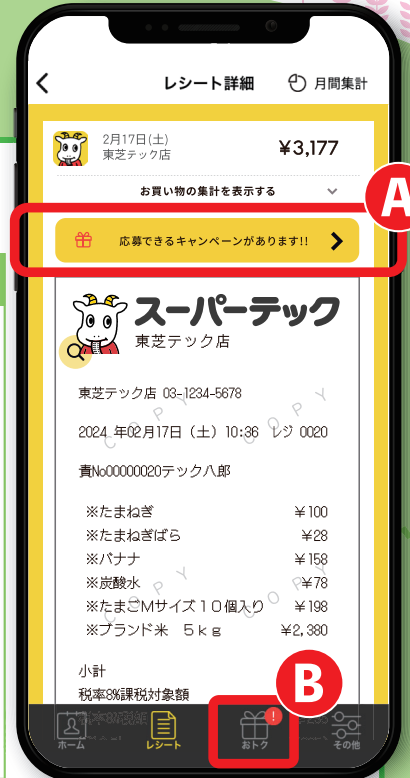 レシート詳細 月間集計
2月17日(土)
東芝テック店
¥3,177
お買い物の集計を表示する
A
応募できるキャンペーンがあります!!
スーパーテック
東芝テック店
東芝テック店 03-1234-5678
2024年02月17日(土)10:36 レジ 0020
責No00000020テック八郎
※たまねぎ ¥100
※たまねぎばら ¥28
※バナナ ¥158
※炭酸水 ¥78
※たまごMサイズ10個入り ¥198
※ブランド米 5kg ¥2,380
COPY
COPY
COPY
COPY
小計
税率8%課税対象額
B
!
ホーム レシート おトク その他